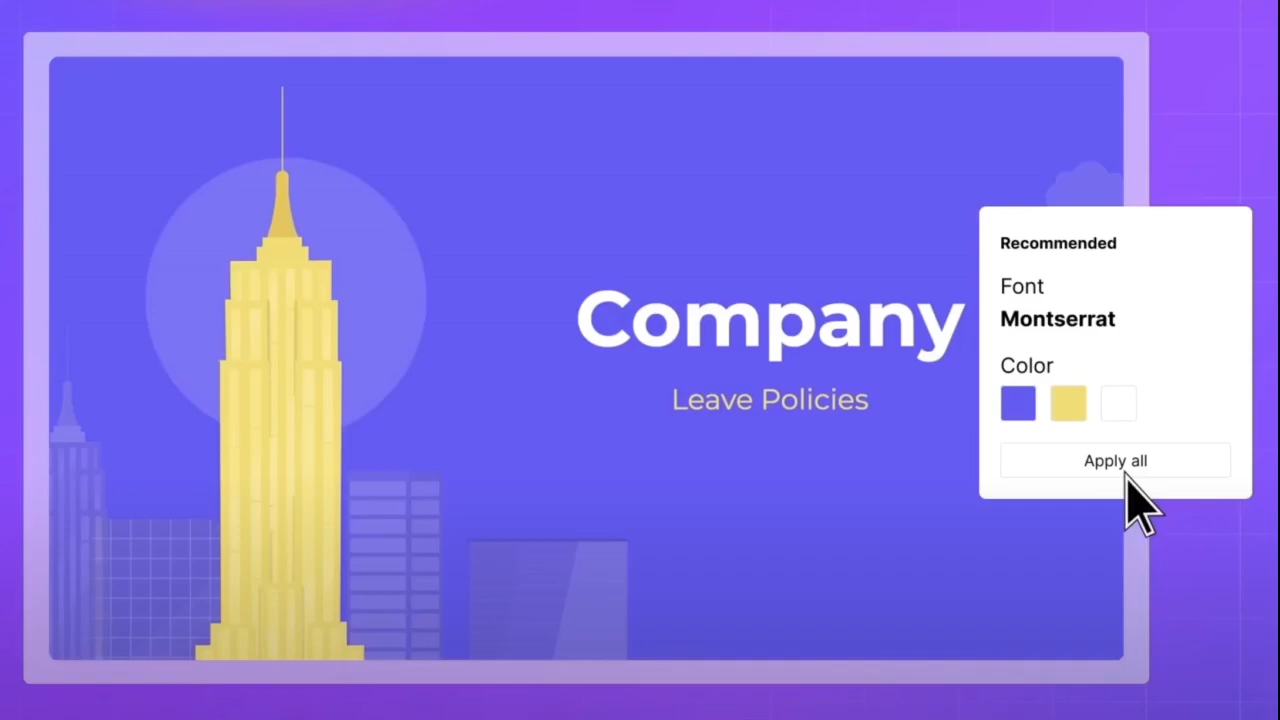 Company
Leave Policies
Recommended
Font
Montserrat
Color
Apply all